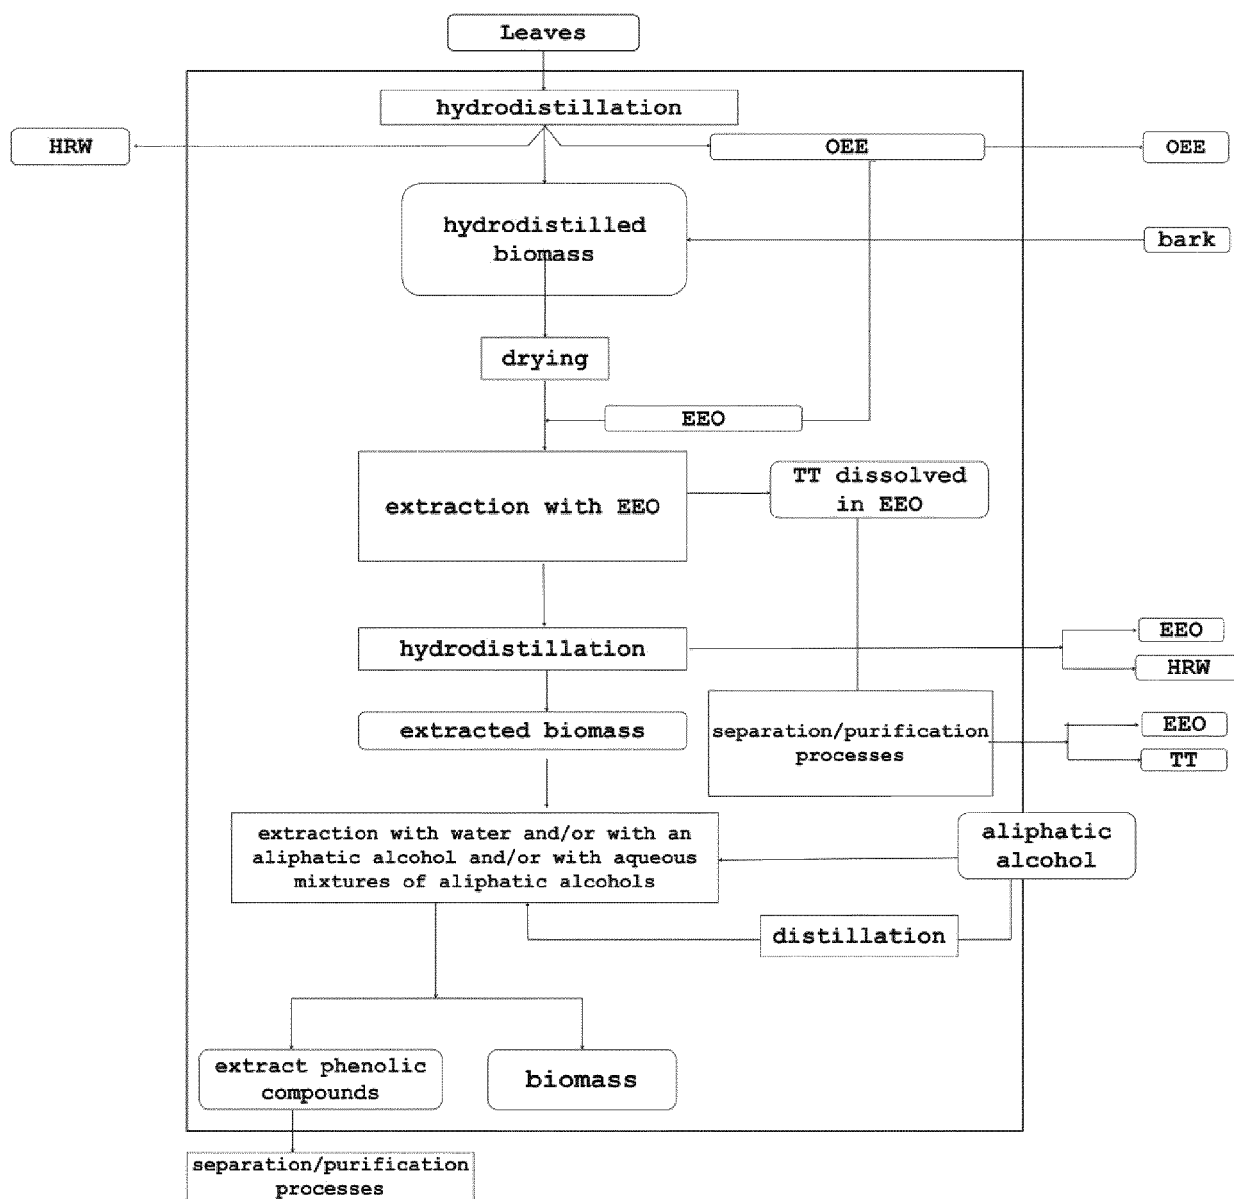 Leaves
hydrodistillation
HRW
OEE
OEE
hydrodistilled
biomass
bark
drying
EEO
extraction with EEO
TT dissolved
in EEO
hydrodistillation
EEO
HRW
extracted biomass
separation/purification
processes
EEO
TT
extraction with water and/or with an
aliphatic alcohol and/or with aqueous
mixtures of aliphatic alcohols
aliphatic
alcohol
distillation
extract phenolic
compounds
biomass
separation/purification
processes